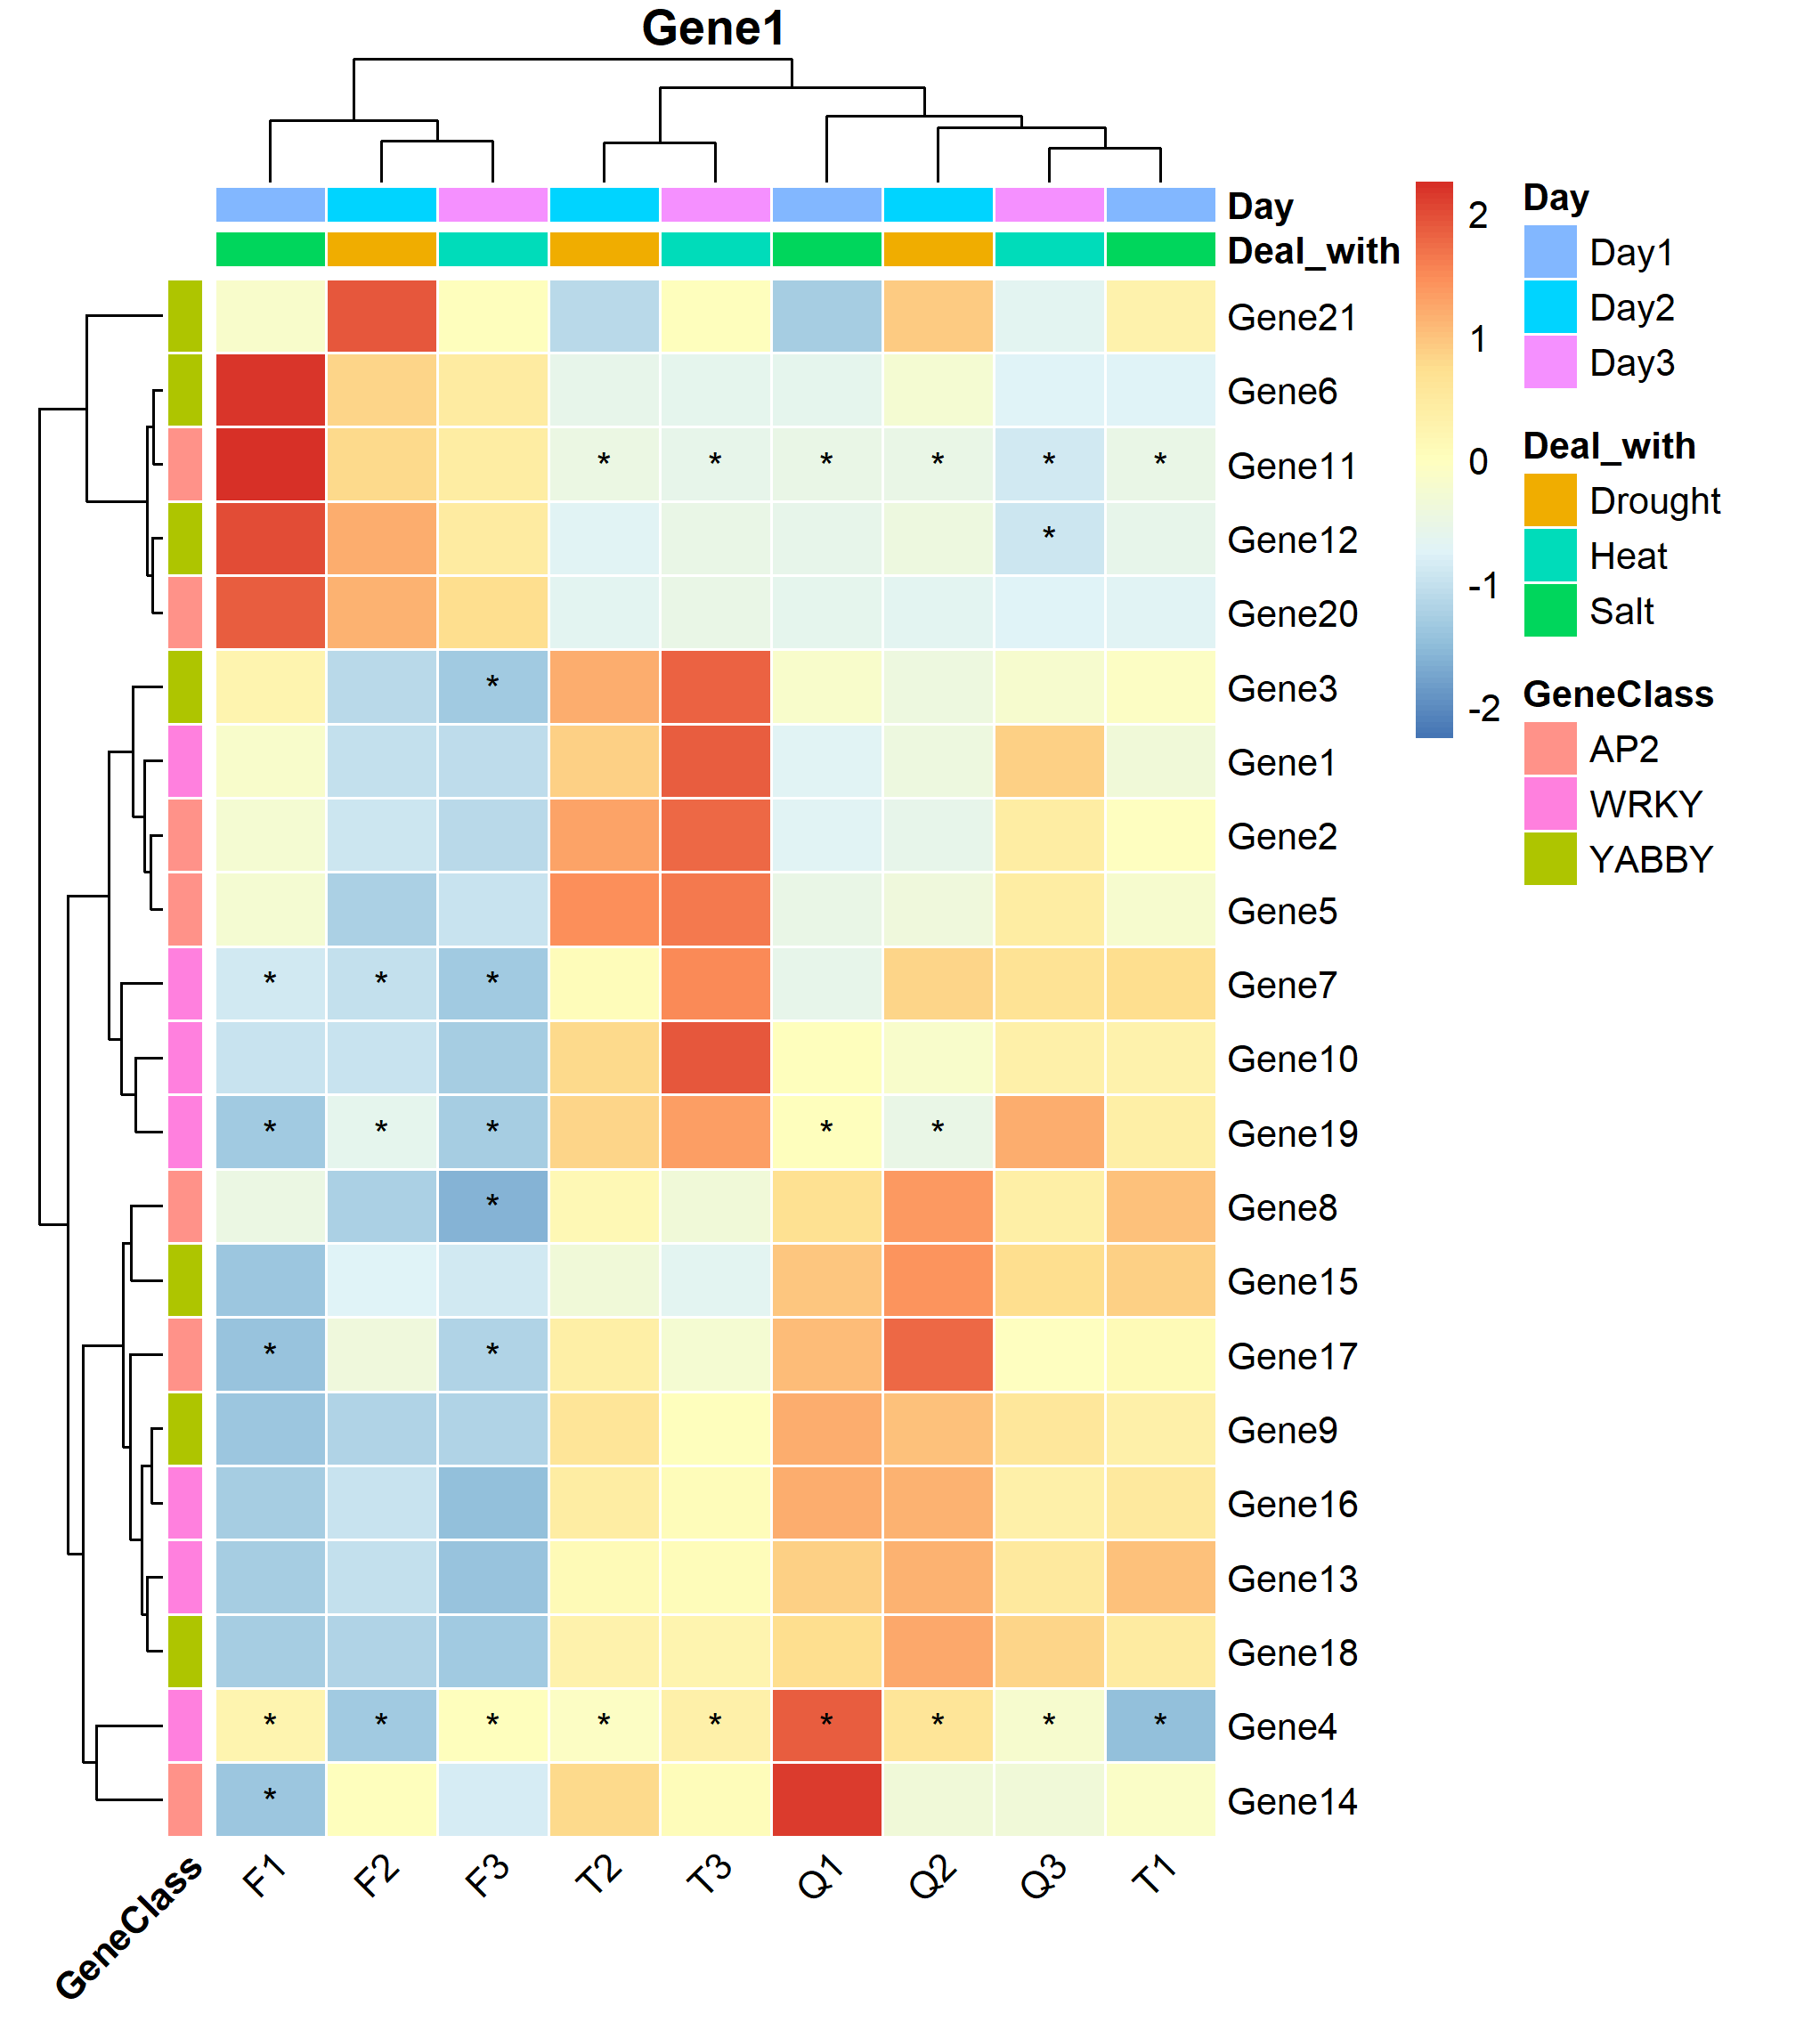 Gene1
Day
Deal_with
Gene21
Gene6
* * * * * * Gene11
* Gene12
Gene20
* Gene3
Gene1
Gene2
Gene5
* * * Gene7
Gene10
* * * * * Gene19
* Gene8
Gene15
* * Gene17
Gene9
Gene16
Gene13
Gene18
* * * * * * * * * Gene4
* Gene14
GeneClass F1 F2 F3 T2 T3 Q1 Q2 Q3 T1
2
1
0
-1
-2
Day
Day1
Day2
Day3
Deal_with
Drought
Heat
Salt
GeneClass
AP2
WRKY
YABBY